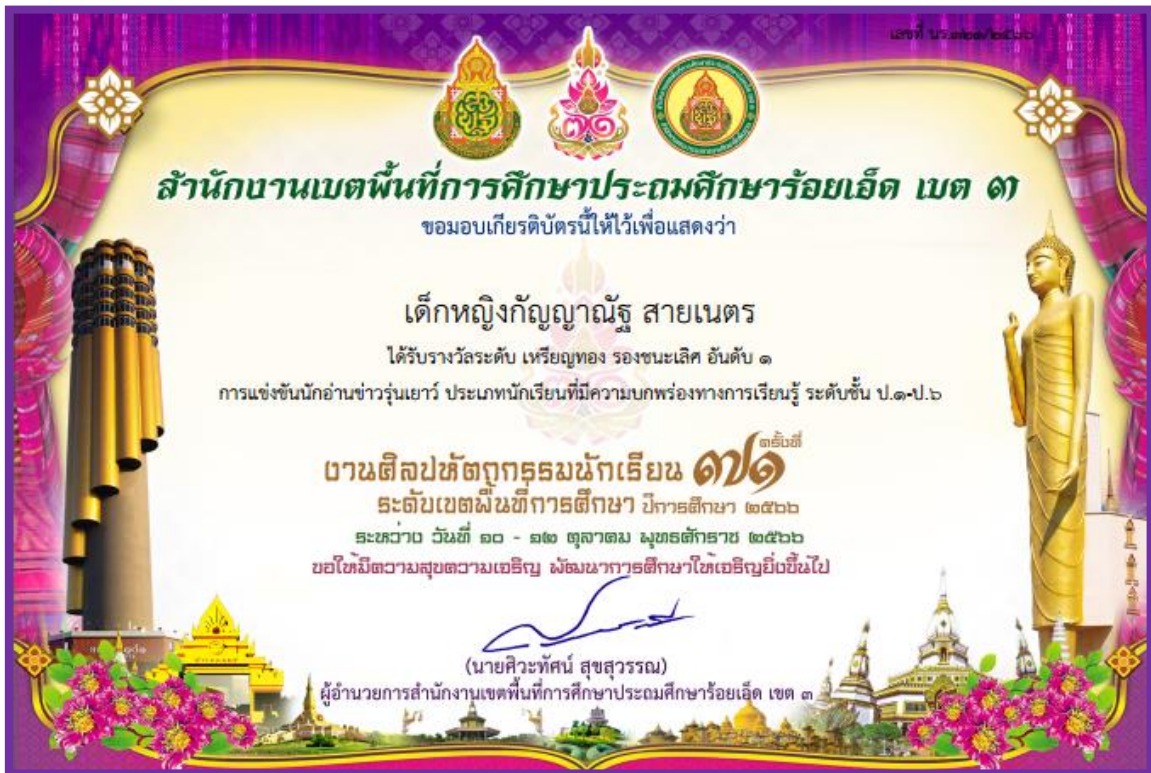 เลขที่ นร.๓๒๑/๒๕๖๖
๗๑
สำนักงานเขตพื้นที่การศึกษาประถมศึกษาร้อยเอ็ด เขต ๓
ขอมอบเกียรติบัตรนี้ให้ไว้เพื่อแสดงว่า
เด็กหญิงกัญญาณัฐ สายเนตร
ได้รับรางวัลระดับ เหรียญทอง รองชนะเลิศ อันดับ ๑
การแข่งขันนักอ่านข่าวรุ่นเยาว์ ประเภทนักเรียนที่มีความบกพร่องทางการเรียนรู้ ระดับชั้น ป.๑-ป.๖
งานศิลปหัตถกรรมนักเรียน ครั้งที่ ๗๑
ระดับเขตพื้นที่การศึกษา ปีการศึกษา ๒๕๖๖
ระหว่าง วันที่ ๑๐ - ๑๒ ตุลาคม พุทธศักราช ๒๕๖๖
ขอให้มีความสุขความเจริญ พัฒนาการศึกษาให้เจริญยิ่งขึ้นไป
(นายศิวะทัศน์ สุขสุวรรณ)
ผู้อำนวยการสำนักงานเขตพื้นที่การศึกษาประถมศึกษาร้อยเอ็ด เขต ๓